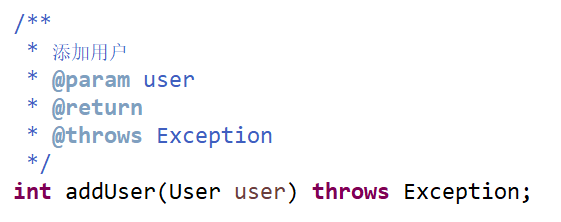 /**
 * 添加用户
 * @param user
 * @return
 * @throws Exception
 */
int addUser(User user) throws Exception;